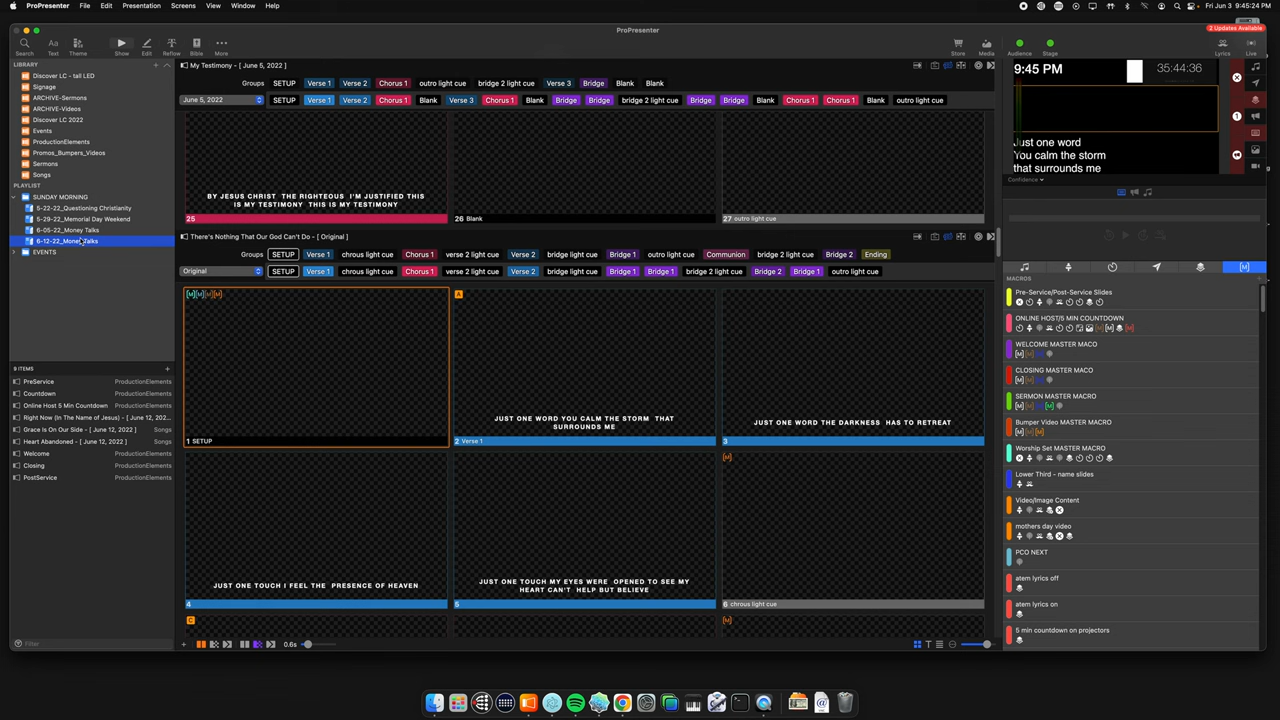 ProPresenter File Edit Presentation Screens View Window Help
Fri Jun 3 9:45:24 PM
ProPresenter
2 Updates Available
Search Text Theme Show Edit Reflow Bible More Store Media Audience Stage Lyrics Live
LIBRARY
Discover LC - tall LED
Signage
ARCHIVE-Sermons
ARCHIVE-Videos
Discover LC 2022
Events
ProductionElements
Promos_Bumpers_Videos
Sermons
Songs
PLAYLIST
SUNDAY MORNING
5-22-22_Questioning Christianity
5-29-22_Memorial Day Weekend
6-05-22_Money Talks
6-12-22_Money Talks
EVENTS
9 ITEMS
PreService ProductionElements
Countdown ProductionElements
Online Host 5 Min Countdown ProductionElements
Right Now (In The Name of Jesus) - [ June 12, 202...
Grace Is On Our Side - [ June 12, 2022 ] Songs
Heart Abandoned - [ June 12, 2022 ] Songs
Welcome ProductionElements
Closing ProductionElements
PostService ProductionElements
Filter
My Testimony - [ June 5, 2022 ]
Groups SETUP Verse 1 Verse 2 Chorus 1 outro light cue bridge 2 light cue Verse 3 Bridge Blank Blank
June 5, 2022 SETUP Verse 1 Verse 2 Chorus 1 Blank Verse 3 Chorus 1 Blank Bridge Bridge bridge 2 light cue Bridge Bridge Blank Chorus 1 Chorus 1 Blank outro light cue
BY JESUS CHRIST THE RIGHTEOUS I'M JUSTIFIED THIS
IS MY TESTIMONY THIS IS MY TESTIMONY
25
26 Blank
27 outro light cue
There's Nothing That Our God Can't Do - [ Original ]
Groups SETUP Verse 1 chrous light cue Chorus 1 verse 2 light cue Verse 2 Bridge 1 outro light cue Communion bridge 2 light cue Bridge 2 Ending
Original SETUP Verse 1 chrous light cue Chorus 1 verse 2 light cue Verse 2 bridge light cue Bridge 1 Bridge 1 bridge 2 light cue Bridge 2 Bridge 1 outro light cue
[M][M][M][M]
1 SETUP
A
JUST ONE WORD YOU CALM THE STORM THAT
SURROUNDS ME
2 Verse 1
JUST ONE WORD THE DARKNESS HAS TO RETREAT
3
JUST ONE TOUCH I FEEL THE PRESENCE OF HEAVEN
4
JUST ONE TOUCH MY EYES WERE OPENED TO SEE MY
HEART CAN'T HELP BUT BELIEVE
5
[M]
6 chrous light cue
C
[M]
0.6s
9:45 PM 35:44:36
Just one word
You calm the storm
that surrounds me
Confidence
[M]
MACROS
Pre-Service/Post-Service Slides
ONLINE HOST/5 MIN COUNTDOWN
WELCOME MASTER MACO
CLOSING MASTER MACO
SERMON MASTER MACRO
Bumper Video MASTER MACRO
Worship Set MASTER MACRO
Lower Third - name slides
Video/Image Content
mothers day video
PCO NEXT
atem lyrics off
atem lyrics on
5 min countdown on projectors